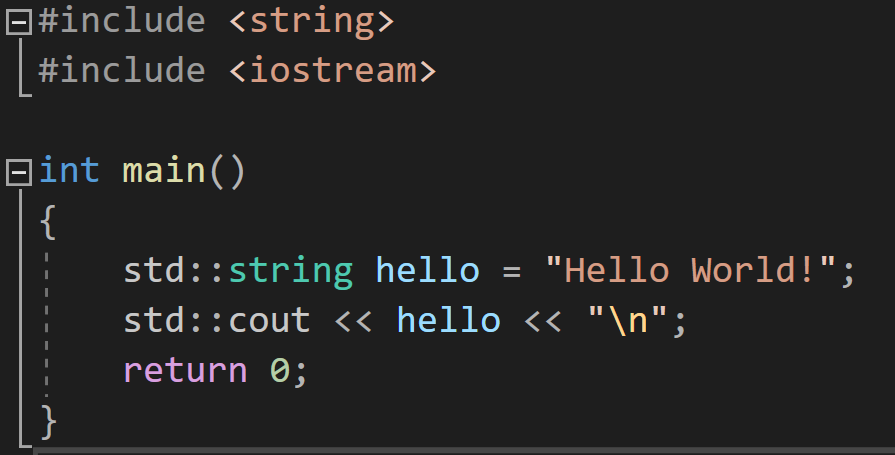 #include <string>
#include <iostream>
int main()
{
    std::string hello = "Hello World!";
    std::cout << hello << "\n";
    return 0;
}